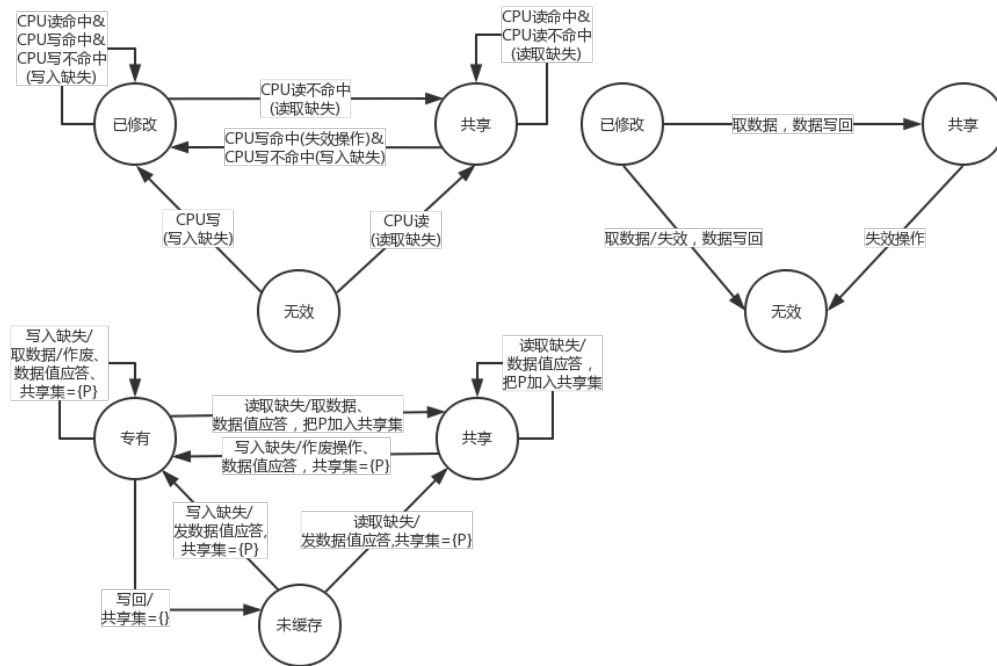 CPU读命中&
CPU写命中&
CPU写不命中
(写入缺失)
CPU读命中&
CPU读不命中
(读取缺失)
已修改
CPU读不命中
(读取缺失)
共享
CPU写命中(失效操作)&
CPU写不命中(写入缺失)
CPU写
(写入缺失)
CPU读
(读取缺失)
无效
已修改
取数据，数据写回
共享
取数据/失效，数据写回
失效操作
无效
写入缺失/
取数据/作废、
数据值应答、
共享集={P}
读取缺失/
数据值应答，
把P加入共享集
专有
读取缺失/取数据、
数据值应答，把P加入共享集
共享
写入缺失/作废操作、
数据值应答，共享集={P}
写入缺失/
发数据值应答,
共享集={P}
读取缺失/
发数据值应答,共享集={P}
写回/
共享集={}
未缓存